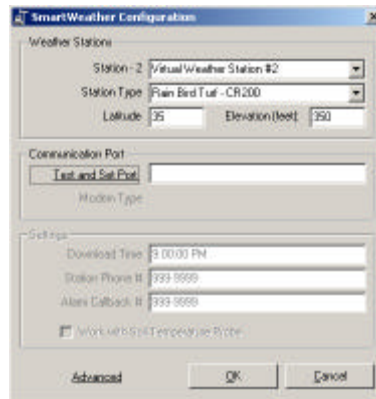 SmartWeather Configuration
Weather Stations
Station - 2 Virtual Weather Station #2
Station Type Rain Bird Turf - CR200
Latitude 35 Elevation (feet) 350
Communication Port
Test and Set Port
Modem Type
Settings
Download Time 9:00:00 PM
Station Phone # 999-9999
Alarm Callback # 999-9999
Work with Soil Temperature Probe
Advanced OK Cancel